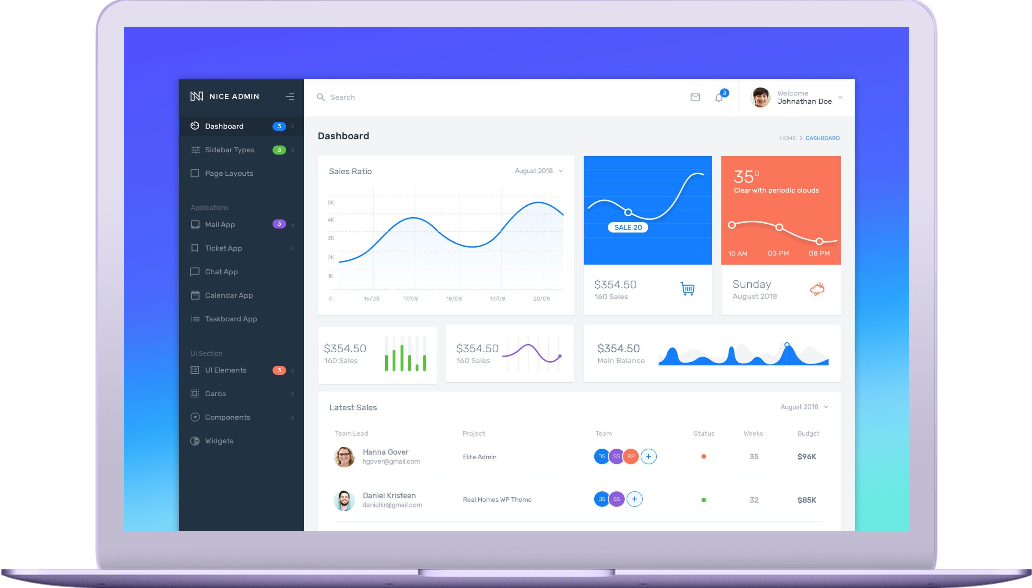 NICE ADMIN
Search
3
Welcome
Johnathan Doe
Dashboard 3
Sidebar Types 3
Page Layouts
Applications
Mail App 3
Ticket App
Chat App
Calendar App
Taskboard App
UI Section
UI Elements 3
Cards
Components
Widgets
Dashboard
HOME > DASHBOARD
Sales Ratio
August 2018
5K
4K
3K
2K
1K
0 16/08 17/08 18/08 19/08 20/08
SALE 20
$354.50
160 Sales
35°
Clear with periodic clouds
10 AM 03 PM 08 PM
Sunday
August 2018
$354.50
160 Sales
$354.50
160 Sales
$354.50
Main Balance
Latest Sales
August 2018
Team Lead Project Team Status Weeks Budget
Hanna Gover
hgover@gmail.com
Elite Admin
SS RP +
35
$96K
Daniel Kristeen
danielkr@gmail.com
Real Homes WP Theme
SS +
32
$85K